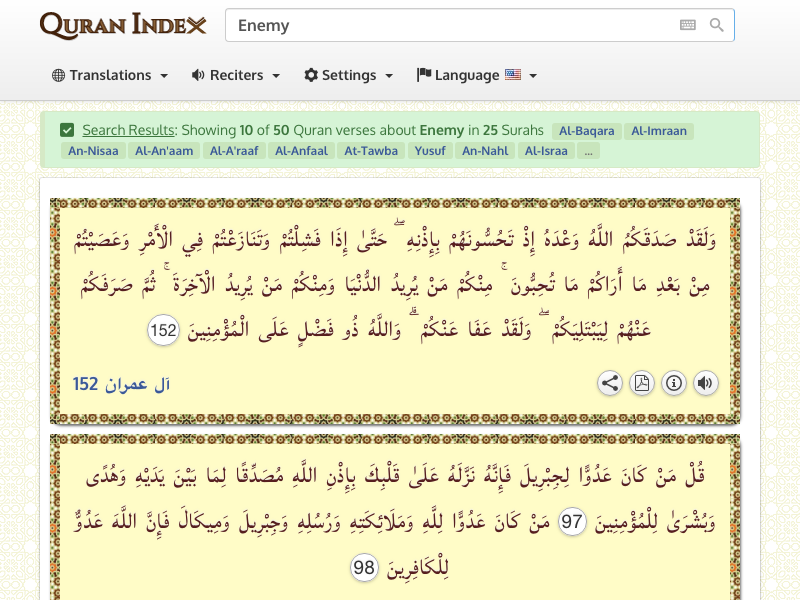 QURAN INDEX
Enemy
Translations Reciters Settings Language
Search Results: Showing 10 of 50 Quran verses about Enemy in 25 Surahs Al-Baqara Al-Imraan
An-Nisaa Al-An'aam Al-A'raaf Al-Anfaal At-Tawba Yusuf An-Nahl Al-Israa ...
وَلَقَدْ صَدَقَكُمُ اللَّهُ وَعْدَهُ إِذْ تَحُسُّونَهُمْ بِإِذْنِهِ ۖ حَتَّىٰ إِذَا فَشِلْتُمْ وَتَنَازَعْتُمْ فِي الْأَمْرِ وَعَصَيْتُمْ
مِنْ بَعْدِ مَا أَرَاكُمْ مَا تُحِبُّونَ ۚ مِنْكُمْ مَنْ يُرِيدُ الدُّنْيَا وَمِنْكُمْ مَنْ يُرِيدُ الْآخِرَةَ ۚ ثُمَّ صَرَفَكُمْ
عَنْهُمْ لِيَبْتَلِيَكُمْ ۖ وَلَقَدْ عَفَا عَنْكُمْ ۗ وَاللَّهُ ذُو فَضْلٍ عَلَى الْمُؤْمِنِينَ 152
آل عمران 152
قُلْ مَنْ كَانَ عَدُوًّا لِجِبْرِيلَ فَإِنَّهُ نَزَّلَهُ عَلَىٰ قَلْبِكَ بِإِذْنِ اللَّهِ مُصَدِّقًا لِمَا بَيْنَ يَدَيْهِ وَهُدًى
وَبُشْرَىٰ لِلْمُؤْمِنِينَ 97 مَنْ كَانَ عَدُوًّا لِلَّهِ وَمَلَائِكَتِهِ وَرُسُلِهِ وَجِبْرِيلَ وَمِيكَالَ فَإِنَّ اللَّهَ عَدُوٌّ
لِلْكَافِرِينَ 98